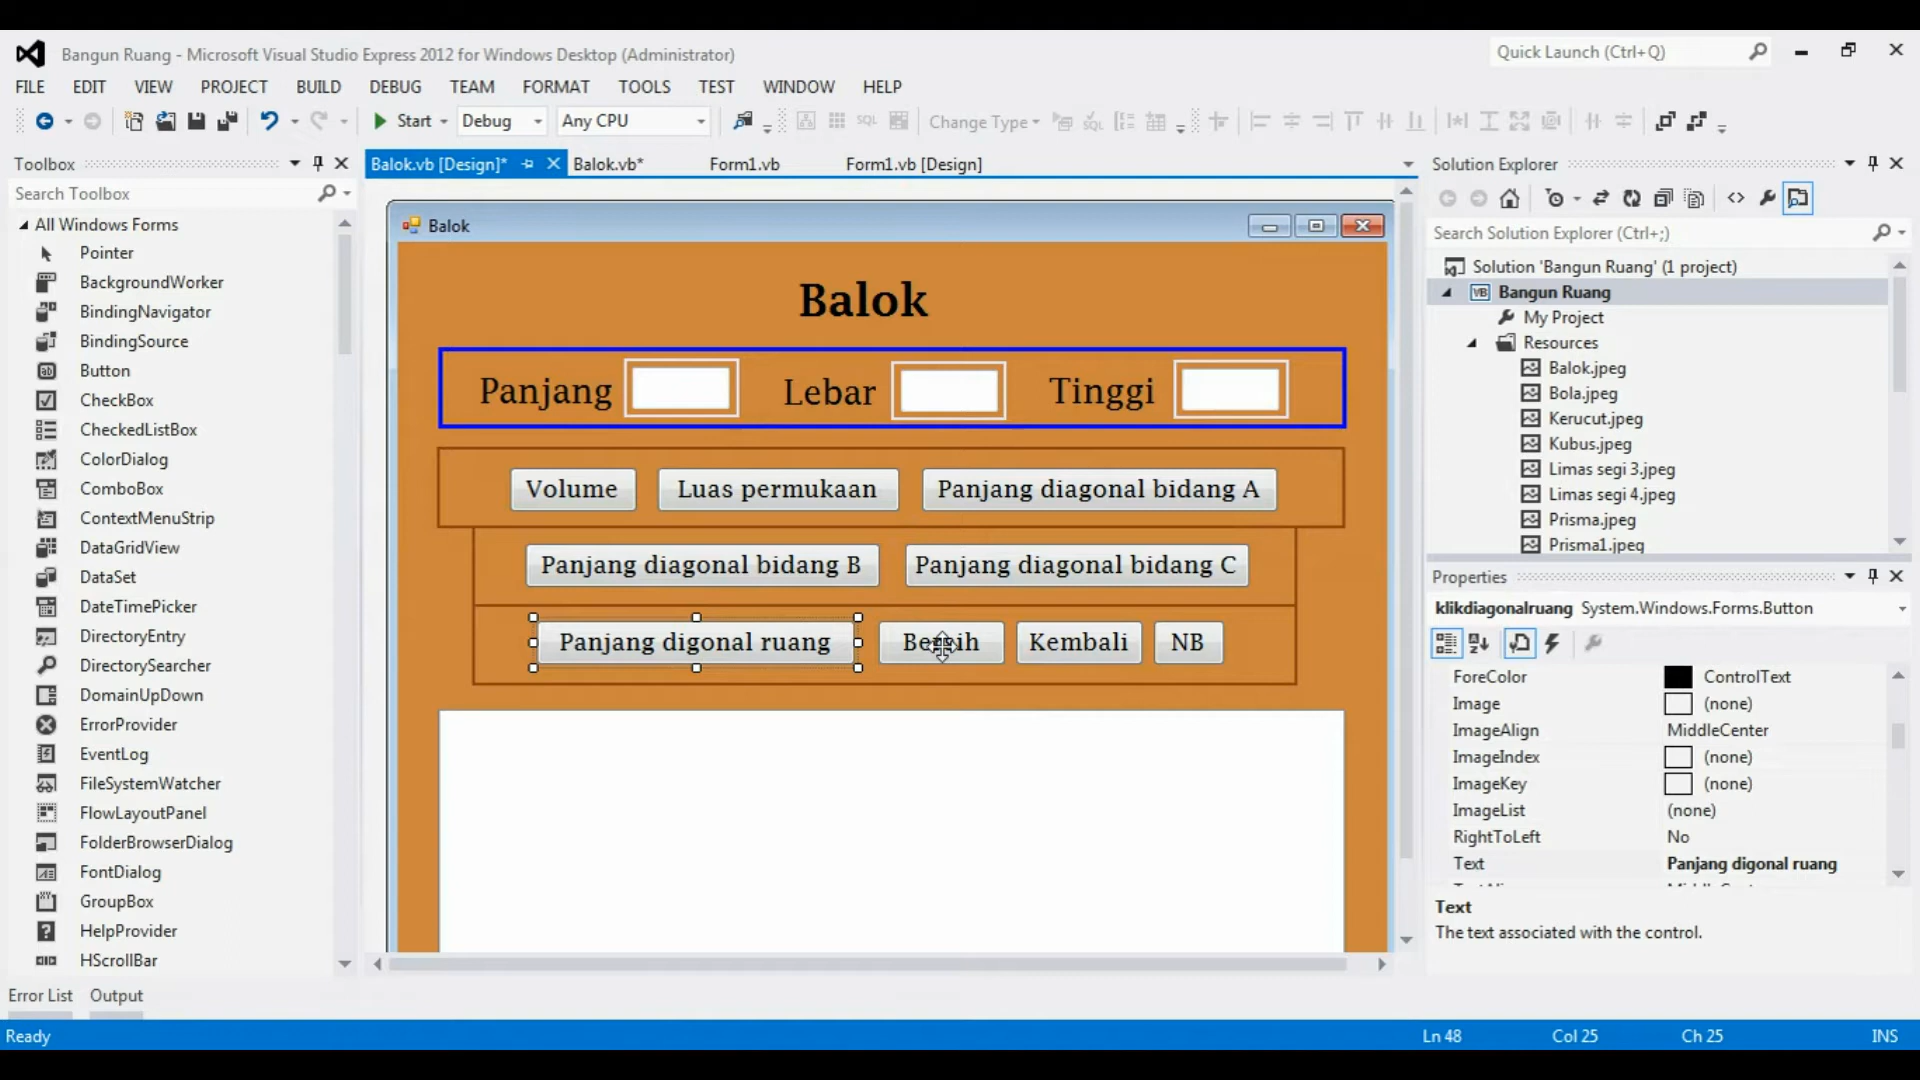 Bangun Ruang - Microsoft Visual Studio Express 2012 for Windows Desktop (Administrator)
Quick Launch (Ctrl+Q)
FILE EDIT VIEW PROJECT BUILD DEBUG TEAM FORMAT TOOLS TEST WINDOW HELP
Start Debug Any CPU Change Type
Toolbox
Search Toolbox
All Windows Forms
Pointer
BackgroundWorker
BindingNavigator
BindingSource
Button
CheckBox
CheckedListBox
ColorDialog
ComboBox
ContextMenuStrip
DataGridView
DataSet
DateTimePicker
DirectoryEntry
DirectorySearcher
DomainUpDown
ErrorProvider
EventLog
FileSystemWatcher
FlowLayoutPanel
FolderBrowserDialog
FontDialog
GroupBox
HelpProvider
HScrollBar
Balok.vb [Design]* Balok.vb* Form1.vb Form1.vb [Design]
Balok
Balok
Panjang Lebar Tinggi
Volume Luas permukaan Panjang diagonal bidang A
Panjang diagonal bidang B Panjang diagonal bidang C
Panjang digonal ruang Bersih Kembali NB
Solution Explorer
Search Solution Explorer (Ctrl+;)
Solution 'Bangun Ruang' (1 project)
VB Bangun Ruang
My Project
Resources
Balok.jpeg
Bola.jpeg
Kerucut.jpeg
Kubus.jpeg
Limas segi 3.jpeg
Limas segi 4.jpeg
Prisma.jpeg
Prisma1.jpeg
Properties
klikdiagonalruang System.Windows.Forms.Button
ForeColor ControlText
Image (none)
ImageAlign MiddleCenter
ImageIndex (none)
ImageKey (none)
ImageList (none)
RightToLeft No
Text Panjang digonal ruang
Text
The text associated with the control.
Error List Output
Ready Ln 48 Col 25 Ch 25 INS